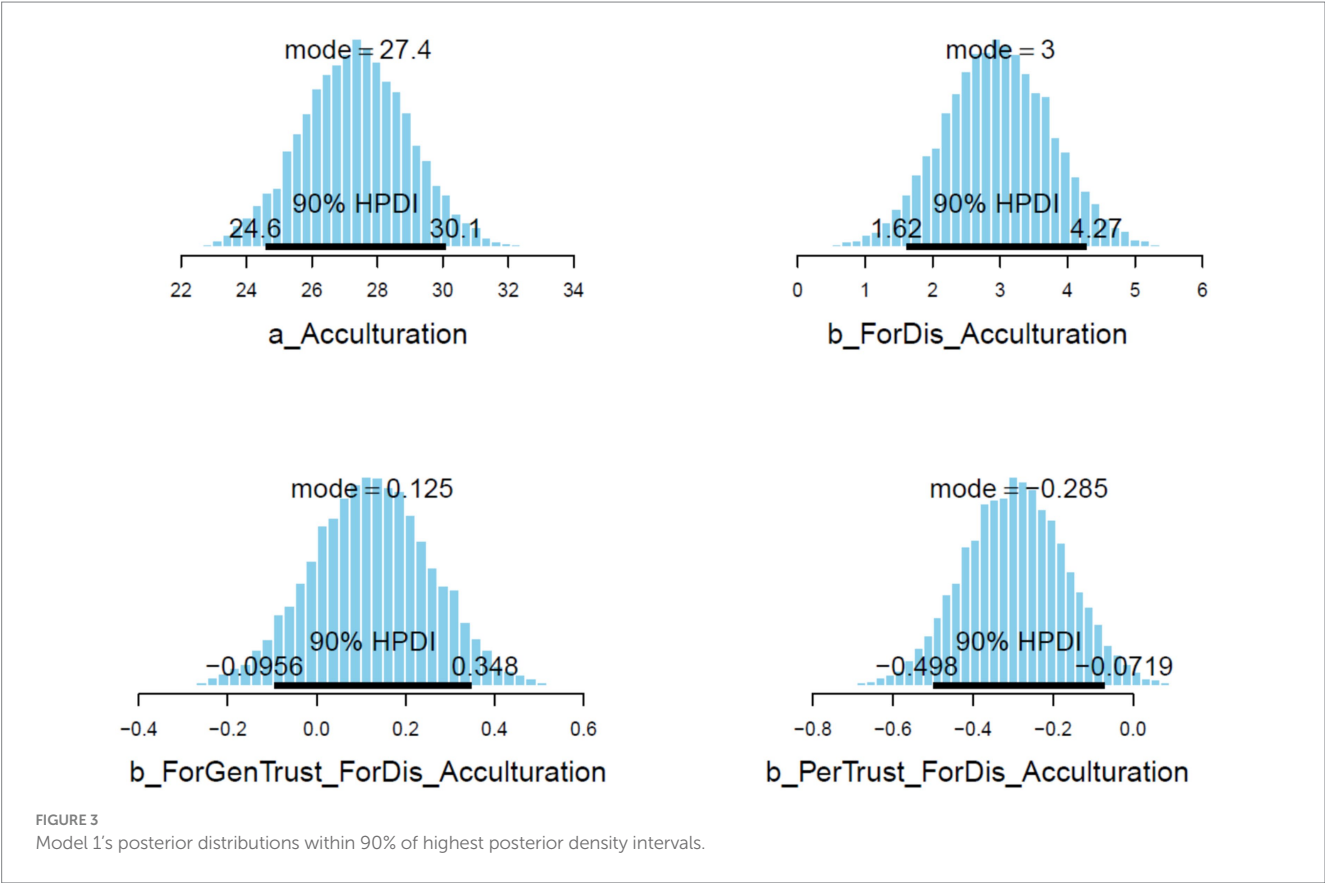 mode = 27.4
90% HPDI
24.6 30.1
22 24 26 28 30 32 34
a_Acculturation
mode = 3
90% HPDI
1.62 4.27
0 1 2 3 4 5 6
b_ForDis_Acculturation
mode = 0.125
90% HPDI
−0.0956 0.348
−0.4 −0.2 0.0 0.2 0.4 0.6
b_ForGenTrust_ForDis_Acculturation
mode = −0.285
90% HPDI
−0.498 −0.0719
−0.8 −0.6 −0.4 −0.2 0.0
b_PerTrust_ForDis_Acculturation
FIGURE 3
Model 1’s posterior distributions within 90% of highest posterior density intervals.